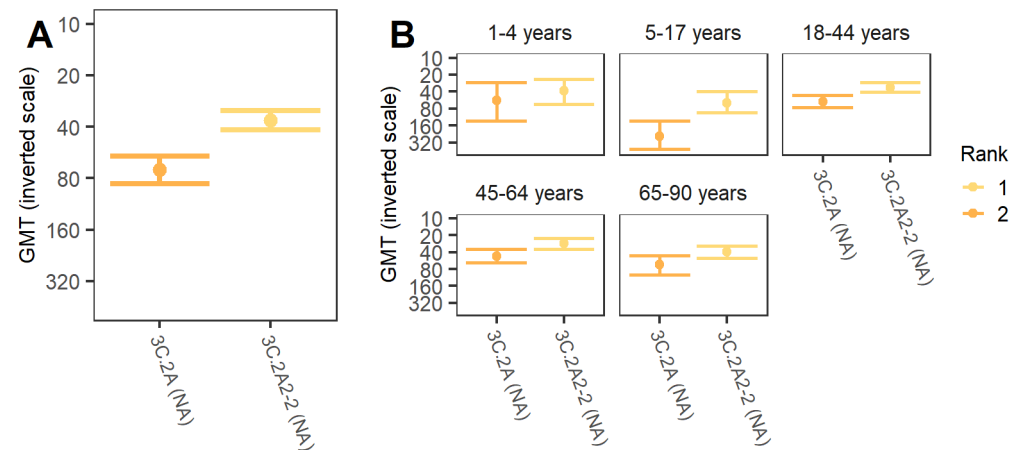 A
GMT (inverted scale)
10
20
40
80
160
320
3C.2A (NA)
3C.2A2-2 (NA)
B
GMT (inverted scale)
1-4 years
5-17 years
18-44 years
10
20
40
80
160
320
3C.2A (NA)
3C.2A2-2 (NA)
45-64 years
65-90 years
10
20
40
80
160
320
3C.2A (NA)
3C.2A2-2 (NA)
3C.2A (NA)
3C.2A2-2 (NA)
Rank
1
2